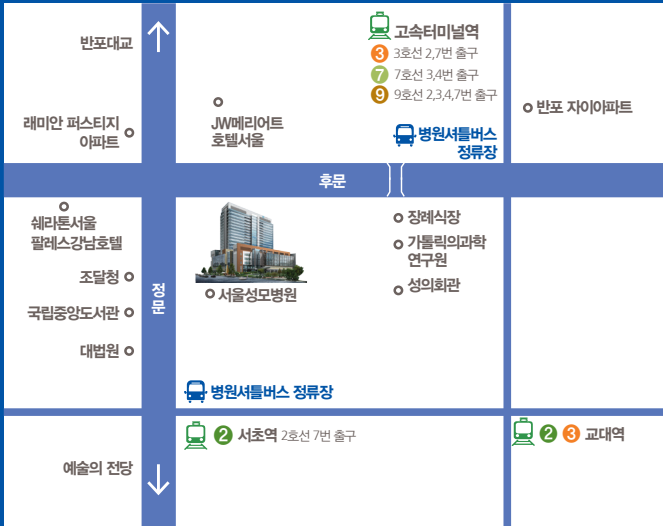 반포대교
고속터미널역
3 3호선 2,7번 출구
7 7호선 3,4번 출구
9 9호선 2,3,4,7번 출구
래미안 퍼스티지
아파트
JW메리어트
호텔서울
병원셔틀버스
정류장
반포 자이아파트
후문
쉐라톤서울
팔레스강남호텔
조달청
국립중앙도서관
대법원
정문
서울성모병원
장례식장
가톨릭의과학
연구원
성의회관
병원셔틀버스 정류장
2 서초역 2호선 7번 출구
2 3 교대역
예술의 전당